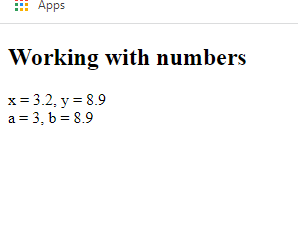 Apps
Working with numbers
x = 3.2, y = 8.9
a = 3, b = 8.9